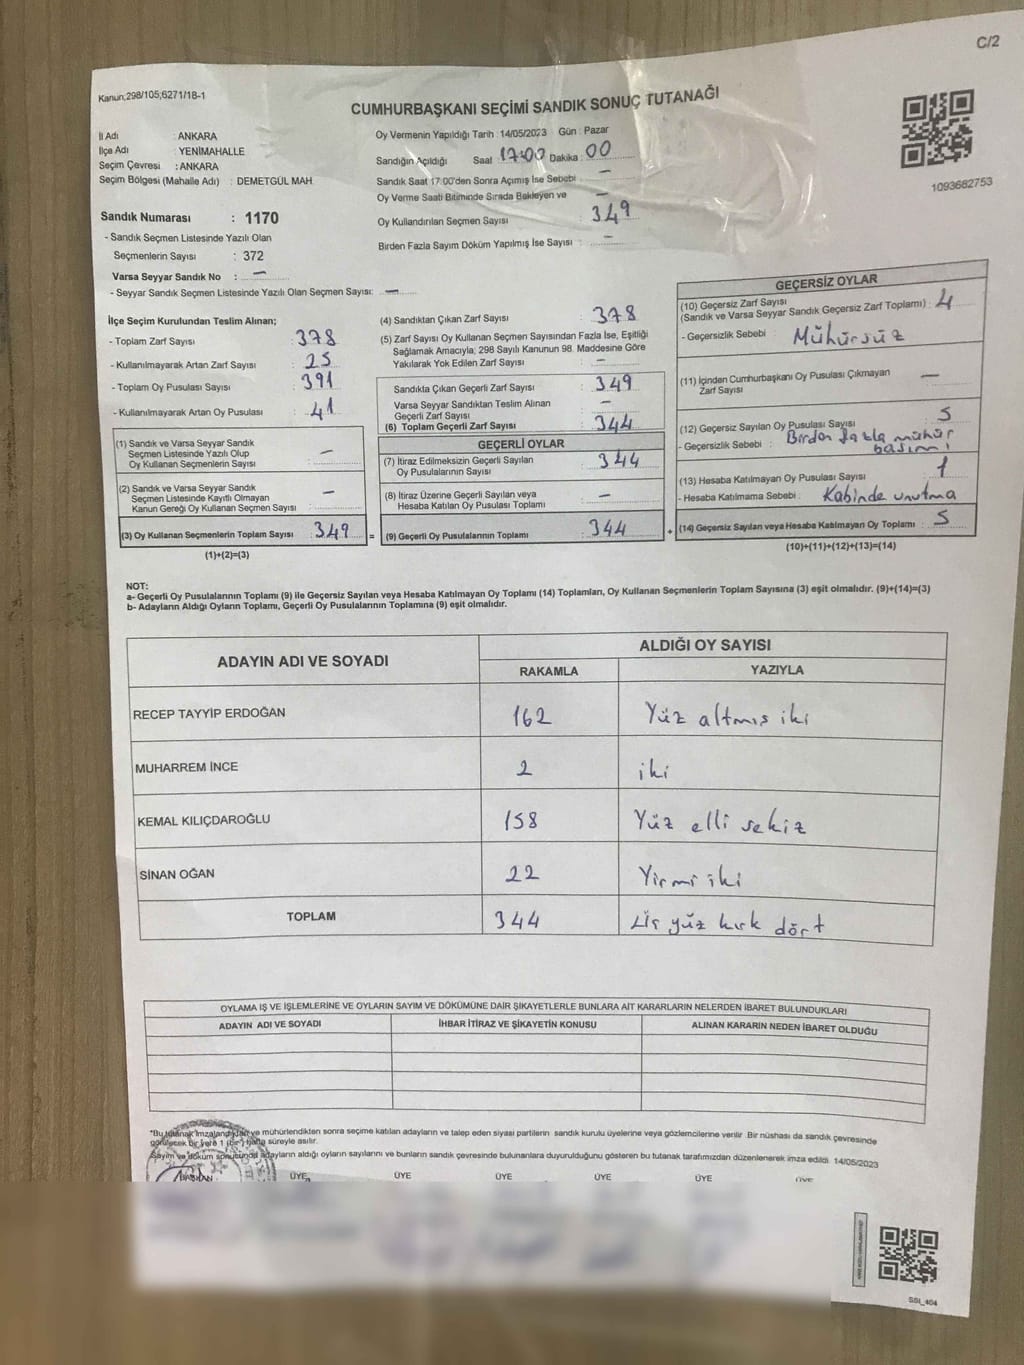 C/2
Kanun;298/105;6271/18-1
CUMHURBAŞKANI SEÇİMİ SANDIK SONUÇ TUTANAĞI
1093682753
İl Adı : ANKARA
İlçe Adı : YENİMAHALLE
Seçim Çevresi : ANKARA
Seçim Bölgesi (Mahalle Adı) : DEMETGÜL MAH.
Oy Vermenin Yapıldığı Tarih : 14/05/2023 Gün : Pazar
Sandığın Açıldığı Saat 17:00 Dakika : 00
Sandık Saat 17:00'den Sonra Açımış İse Sebebi : —
Oy Verme Saati Bitiminde Sırada Bekleyen ve —
Oy Kullandırılan Seçmen Sayısı : 349
Birden Fazla Sayım Döküm Yapılmış İse Sayısı : —
Sandık Numarası : 1170
- Sandık Seçmen Listesinde Yazılı Olan
Seçmenlerin Sayısı : 372
Varsa Seyyar Sandık No : —
- Seyyar Sandık Seçmen Listesinde Yazılı Olan Seçmen Sayısı: —
İlçe Seçim Kurulundan Teslim Alınan;
- Toplam Zarf Sayısı : 378
- Kullanılmayarak Artan Zarf Sayısı : 25
- Toplam Oy Pusulası Sayısı : 391
- Kullanılmayarak Artan Oy Pusulası : 41
(1) Sandık ve Varsa Seyyar Sandık
Seçmen Listesinde Yazılı Olup
Oy Kullanan Seçmenlerin Sayısı : —
(2) Sandık ve Varsa Seyyar Sandık
Seçmen Listesinde Kayıtlı Olmayan
Kanun Gereği Oy Kullanan Seçmen Sayısı : —
(3) Oy Kullanan Seçmenlerin Toplam Sayısı : 349 =
(1)+(2)=(3)
(4) Sandıktan Çıkan Zarf Sayısı : 378
(5) Zarf Sayısı Oy Kullanan Seçmen Sayısından Fazla İse, Eşitliği
Sağlamak Amacıyla; 298 Sayılı Kanunun 98. Maddesine Göre
Yakılarak Yok Edilen Zarf Sayısı : —
Sandıkta Çıkan Geçerli Zarf Sayısı : 349
Varsa Seyyar Sandıktan Teslim Alınan
Geçerli Zarf Sayısı : —
(6) Toplam Geçerli Zarf Sayısı : 344
GEÇERLİ OYLAR
(7) İtiraz Edilmeksizin Geçerli Sayılan
Oy Pusulalarının Sayısı : 344
(8) İtiraz Üzerine Geçerli Sayılan veya
Hesaba Katılan Oy Pusulası Toplamı : —
(9) Geçerli Oy Pusulalarının Toplamı : 344 +
GEÇERSİZ OYLAR
(10) Geçersiz Zarf Sayısı
(Sandık ve Varsa Seyyar Sandık Geçersiz Zarf Toplamı) : 4
- Geçersizlik Sebebi : Mühürsüz
(11) İçinden Cumhurbaşkanı Oy Pusulası Çıkmayan
Zarf Sayısı : —
(12) Geçersiz Sayılan Oy Pusulası Sayısı : 5
- Geçersizlik Sebebi : Birden fazla mühür
basımı
(13) Hesaba Katılmayan Oy Pusulası Sayısı : 1
- Hesaba Katılmama Sebebi : Kabinde unutma
(14) Geçersiz Sayılan veya Hesaba Katılmayan Oy Toplamı : 5
(10)+(11)+(12)+(13)=(14)
NOT:
a- Geçerli Oy Pusulalarının Toplamı (9) ile Geçersiz Sayılan veya Hesaba Katılmayan Oy Toplamı (14) Toplamları, Oy Kullanan Seçmenlerin Toplam Sayısına (3) eşit olmalıdır. (9)+(14)=(3)
b- Adayların Aldığı Oyların Toplamı, Geçerli Oy Pusulalarının Toplamına (9) eşit olmalıdır.
ADAYIN ADI VE SOYADI
ALDIĞI OY SAYISI
RAKAMLA YAZIYLA
RECEP TAYYİP ERDOĞAN 162 Yüz altmış iki
MUHARREM İNCE 2 iki
KEMAL KILIÇDAROĞLU 158 Yüz elli sekiz
SİNAN OĞAN 22 Yirmi iki
TOPLAM 344 Üç yüz kırk dört
OYLAMA İŞ VE İŞLEMLERİNE VE OYLARIN SAYIM VE DÖKÜMÜNE DAİR ŞİKAYETLERLE BUNLARA AİT KARARLARIN NELERDEN İBARET BULUNDUKLARI
ADAYIN ADI VE SOYADI İHBAR İTİRAZ VE ŞİKAYETİN KONUSU ALINAN KARARIN NEDEN İBARET OLDUĞU
*Bu tutanak imzalandıktan ve mühürlendikten sonra seçime katılan adayların ve talep eden siyasi partilerin sandık kurulu üyelerine veya gözlemcilerine verilir. Bir nüshası da sandık çevresinde
görülecek bir yere 1 (bir) hafta süreyle asılır.
Sayım ve döküm sonucunda adayların aldığı oyların sayılarını ve bunların sandık çevresinde bulunanlara duyurulduğunu gösteren bu tutanak tarafımızdan düzenlenerek imza edildi. 14/05/2023
BAŞKAN ÜYE ÜYE ÜYE ÜYE ÜYE ÜYE
SSI_404